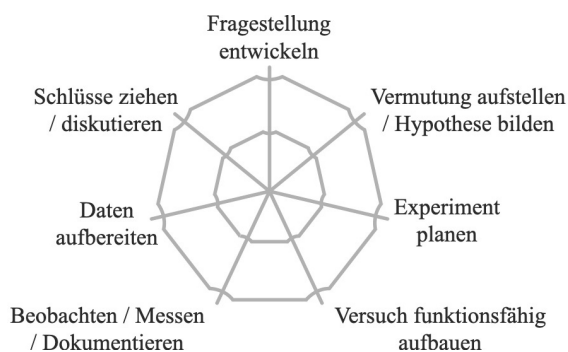 Fragestellung
entwickeln
Schlüsse ziehen
/ diskutieren
Vermutung aufstellen
/ Hypothese bilden
Daten
aufbereiten
Experiment
planen
Beobachten / Messen
/ Dokumentieren
Versuch funktionsfähig
aufbauen